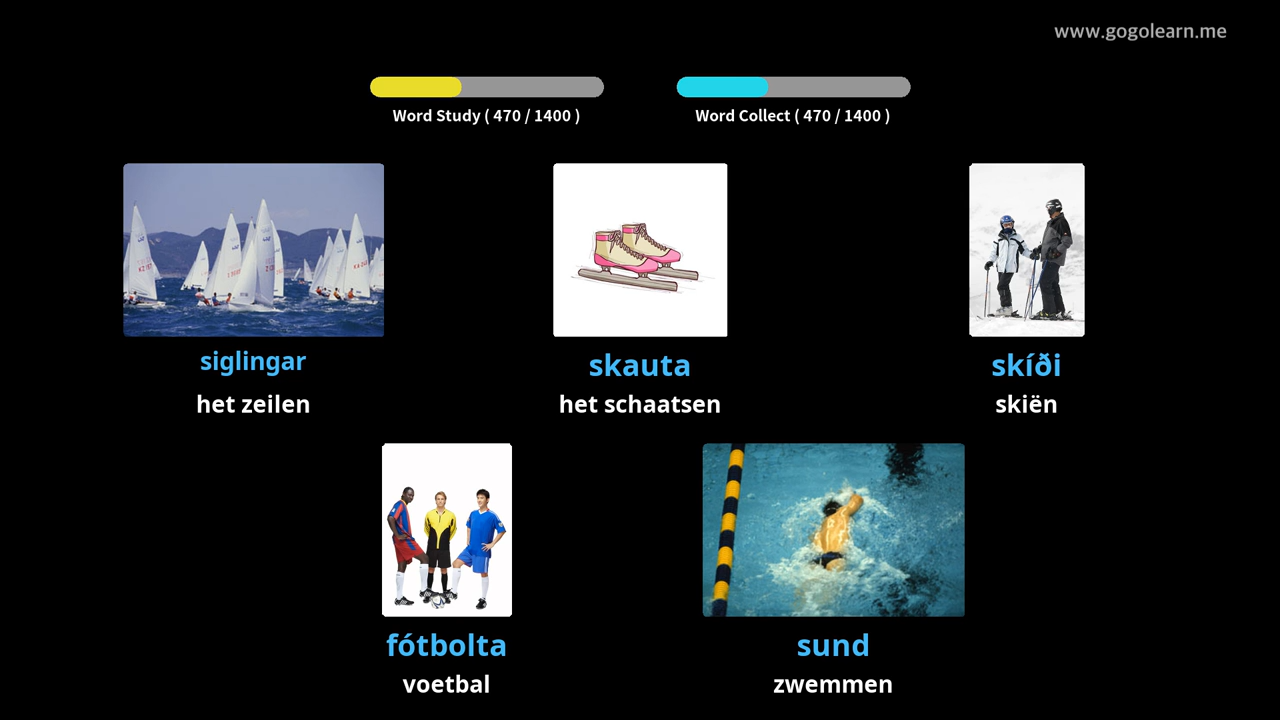 www.gogolearn.me
Word Study ( 470 / 1400 )
Word Collect ( 470 / 1400 )
siglingar
het zeilen
skauta
het schaatsen
skíði
skiën
fótbolta
voetbal
sund
zwemmen